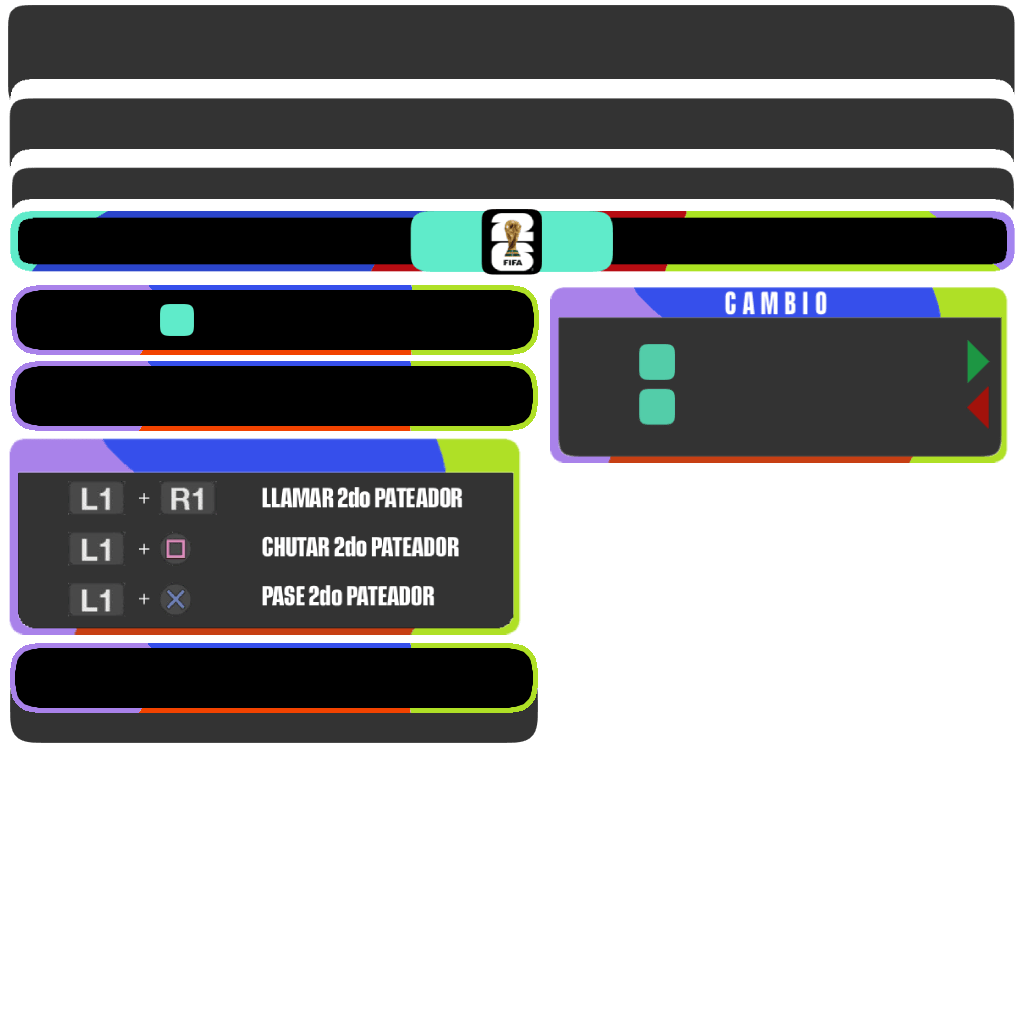 FIFA
CAMBIO
L1 + R1 LLAMAR 2do PATEADOR
L1 + CHUTAR 2do PATEADOR
L1 + PASE 2do PATEADOR